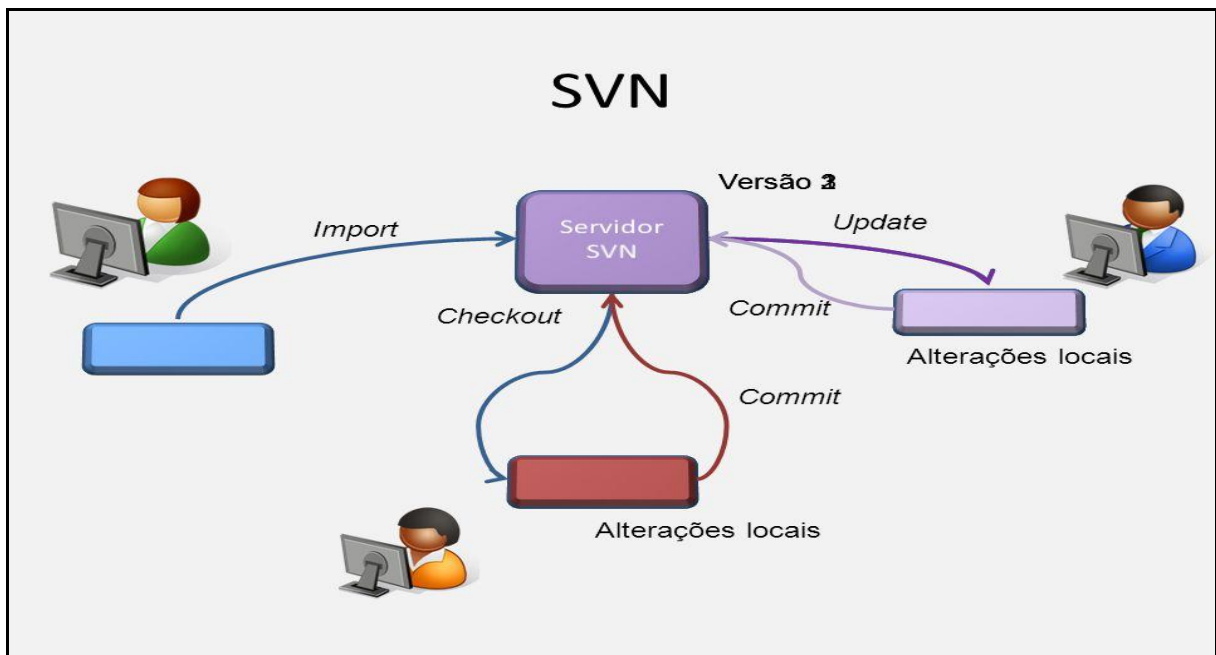 SVN
Versão
Import
Servidor
SVN
Update
Checkout
Commit
Alterações locais
Commit
Alterações locais